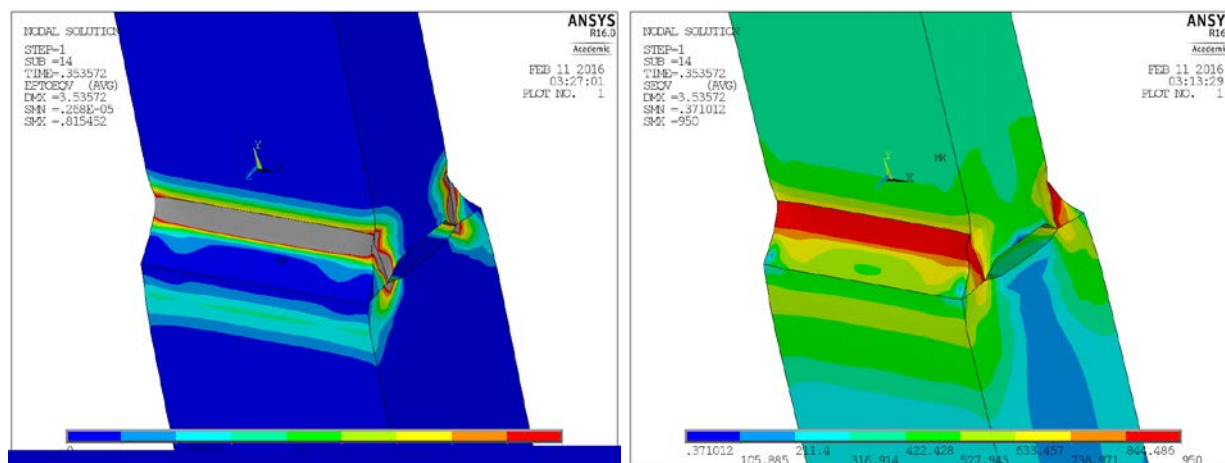 NODAL SOLUTION
STEP=1
SUB =14
TIME=.353572
EPTOEQV (AVG)
DMX =3.53572
SMN =.268E-05
SMX =.815452
ANSYS
R16.0
Academic
FEB 11 2016
03:27:01
PLOT NO. 1
Y
Z
0
NODAL SOLUTION
STEP=1
SUB =14
TIME=.353572
SEQV (AVG)
DMX =3.53572
SMN =.371012
SMX =950
ANSYS
R16
Academic
FEB 11 2016
03:13:29
PLOT NO. 1
MX
Y
X
.371012 211.4 422.428 633.457 844.486
105.885 316.914 527.943 738.971 950